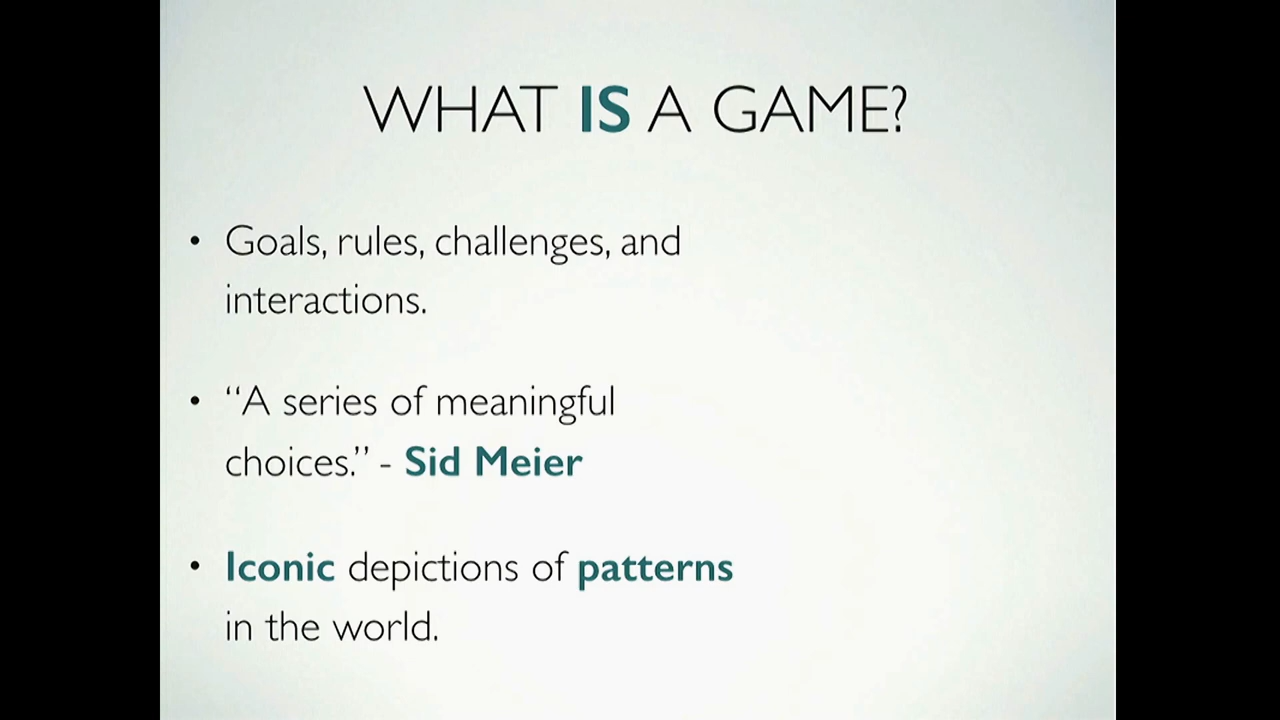 WHAT IS A GAME?
• Goals, rules, challenges, and
interactions.
• “A series of meaningful
choices.” - Sid Meier
• Iconic depictions of patterns
in the world.